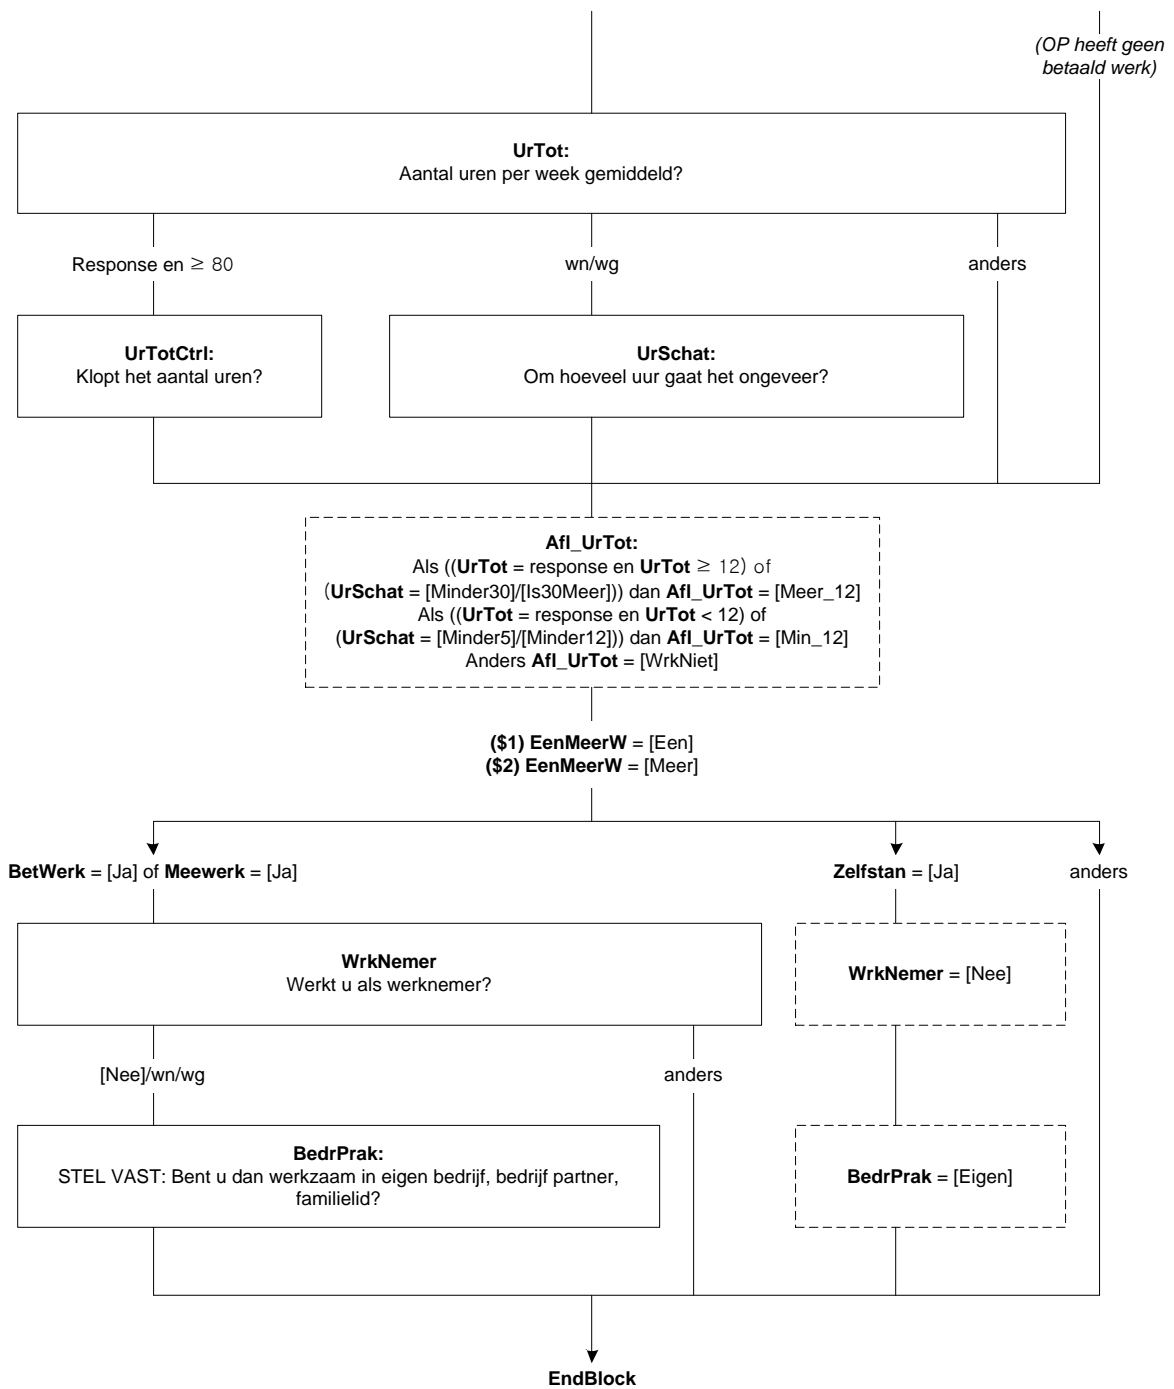 (OP heeft geen
betaald werk)
UrTot:
Aantal uren per week gemiddeld?
Response en ≥ 80
wn/wg
anders
UrTotCtrl:
Klopt het aantal uren?
UrSchat:
Om hoeveel uur gaat het ongeveer?
Afl_UrTot:
Als ((UrTot = response en UrTot ≥ 12) of
(UrSchat = [Minder30]/[Is30Meer])) dan Afl_UrTot = [Meer_12]
Als ((UrTot = response en UrTot < 12) of
(UrSchat = [Minder5]/[Minder12])) dan Afl_UrTot = [Min_12]
Anders Afl_UrTot = [WrkNiet]
($1) EenMeerW = [Een]
($2) EenMeerW = [Meer]
BetWerk = [Ja] of Meewerk = [Ja]
Zelfstan = [Ja]
anders
WrkNemer
Werkt u als werknemer?
WrkNemer = [Nee]
[Nee]/wn/wg
anders
BedrPrak:
STEL VAST: Bent u dan werkzaam in eigen bedrijf, bedrijf partner,
familielid?
BedrPrak = [Eigen]
EndBlock